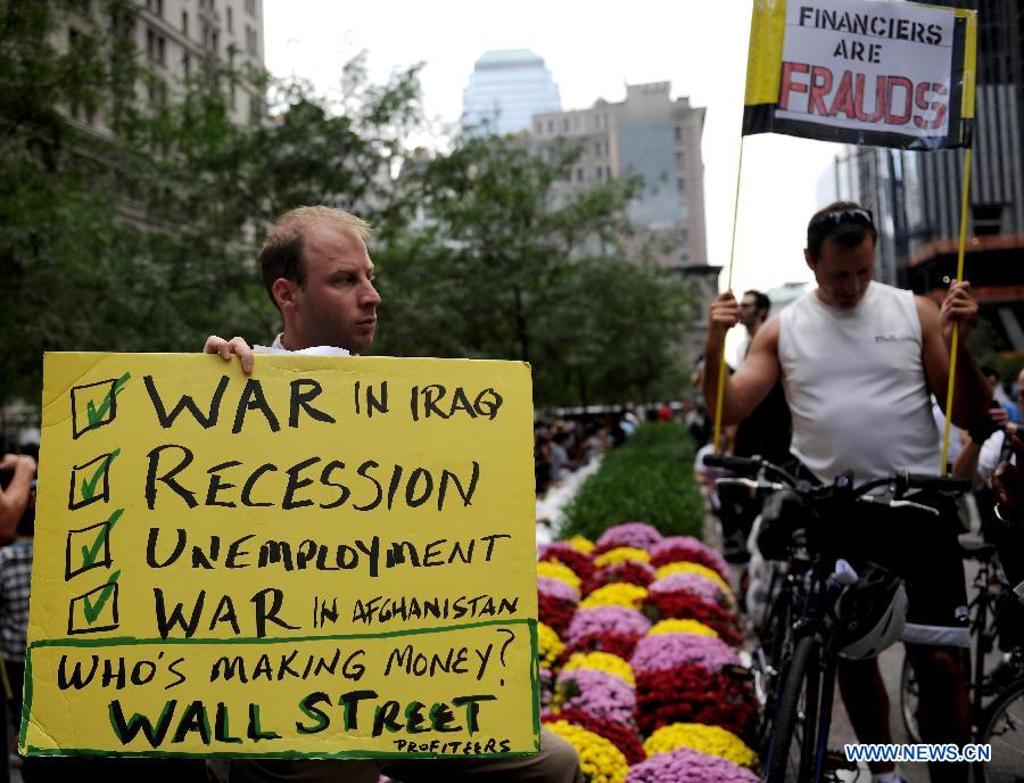 WAR IN IRAQ
RECESSION
UNEMPLOYMENT
WAR IN AFGHANISTAN
WHO'S MAKING MONEY?
WALL STREET
PROFITEERS
FINANCIERS
ARE
FRAUDS
WWW.NEWS.CN